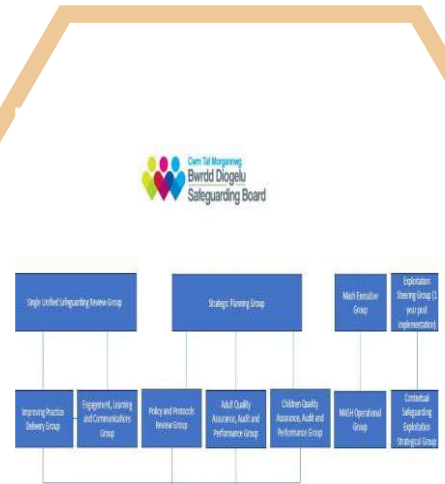 Cwm Taf Morgannwg
Bwrdd Diogelu
Safeguarding Board
Single Unified Safeguarding Review Group
Strategic Planning Group
Mash Executive
Group
Exploitation
Steering Group (1
year post
implementation)
Improving Practice
Delivery Group
Engagement, Learning
and Communications
Group
Policy and Protocols
Review Group
Adult Quality
Assurance, Audit and
Performance Group
Children Quality
Assurance, Audit and
Performance Group
MASH Operational
Group
Contextual
Safeguarding
Exploitation
Strategical Group